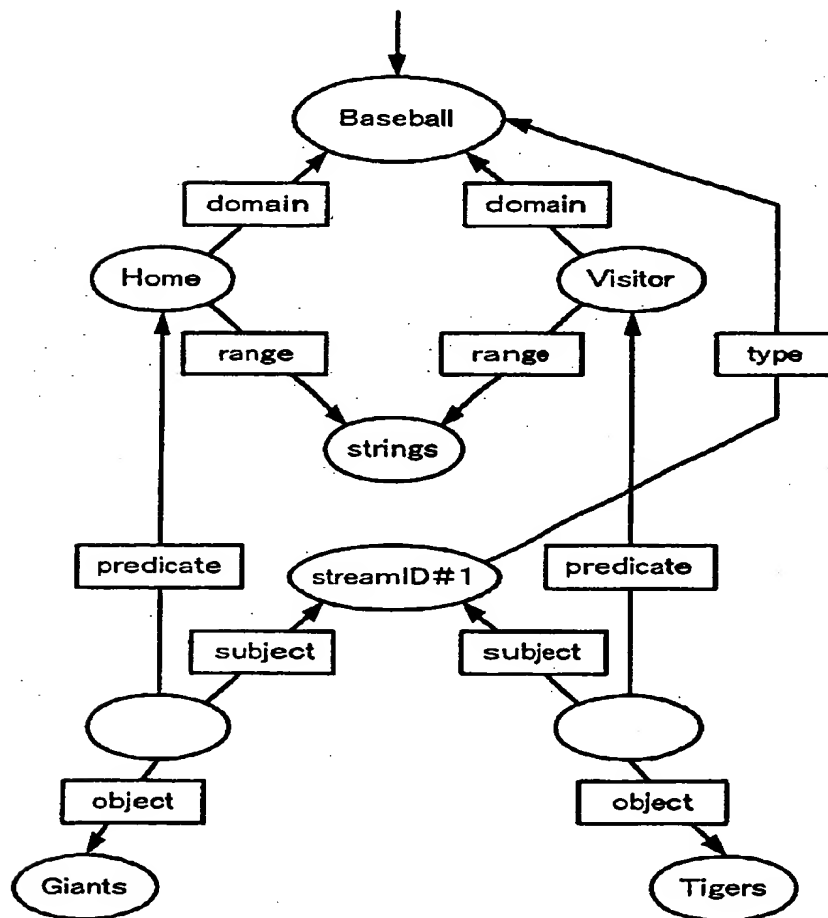 Baseball
domain domain
Home Visitor
range range type
strings
predicate streamID#1 predicate
subject subject
object object
Giants Tigers